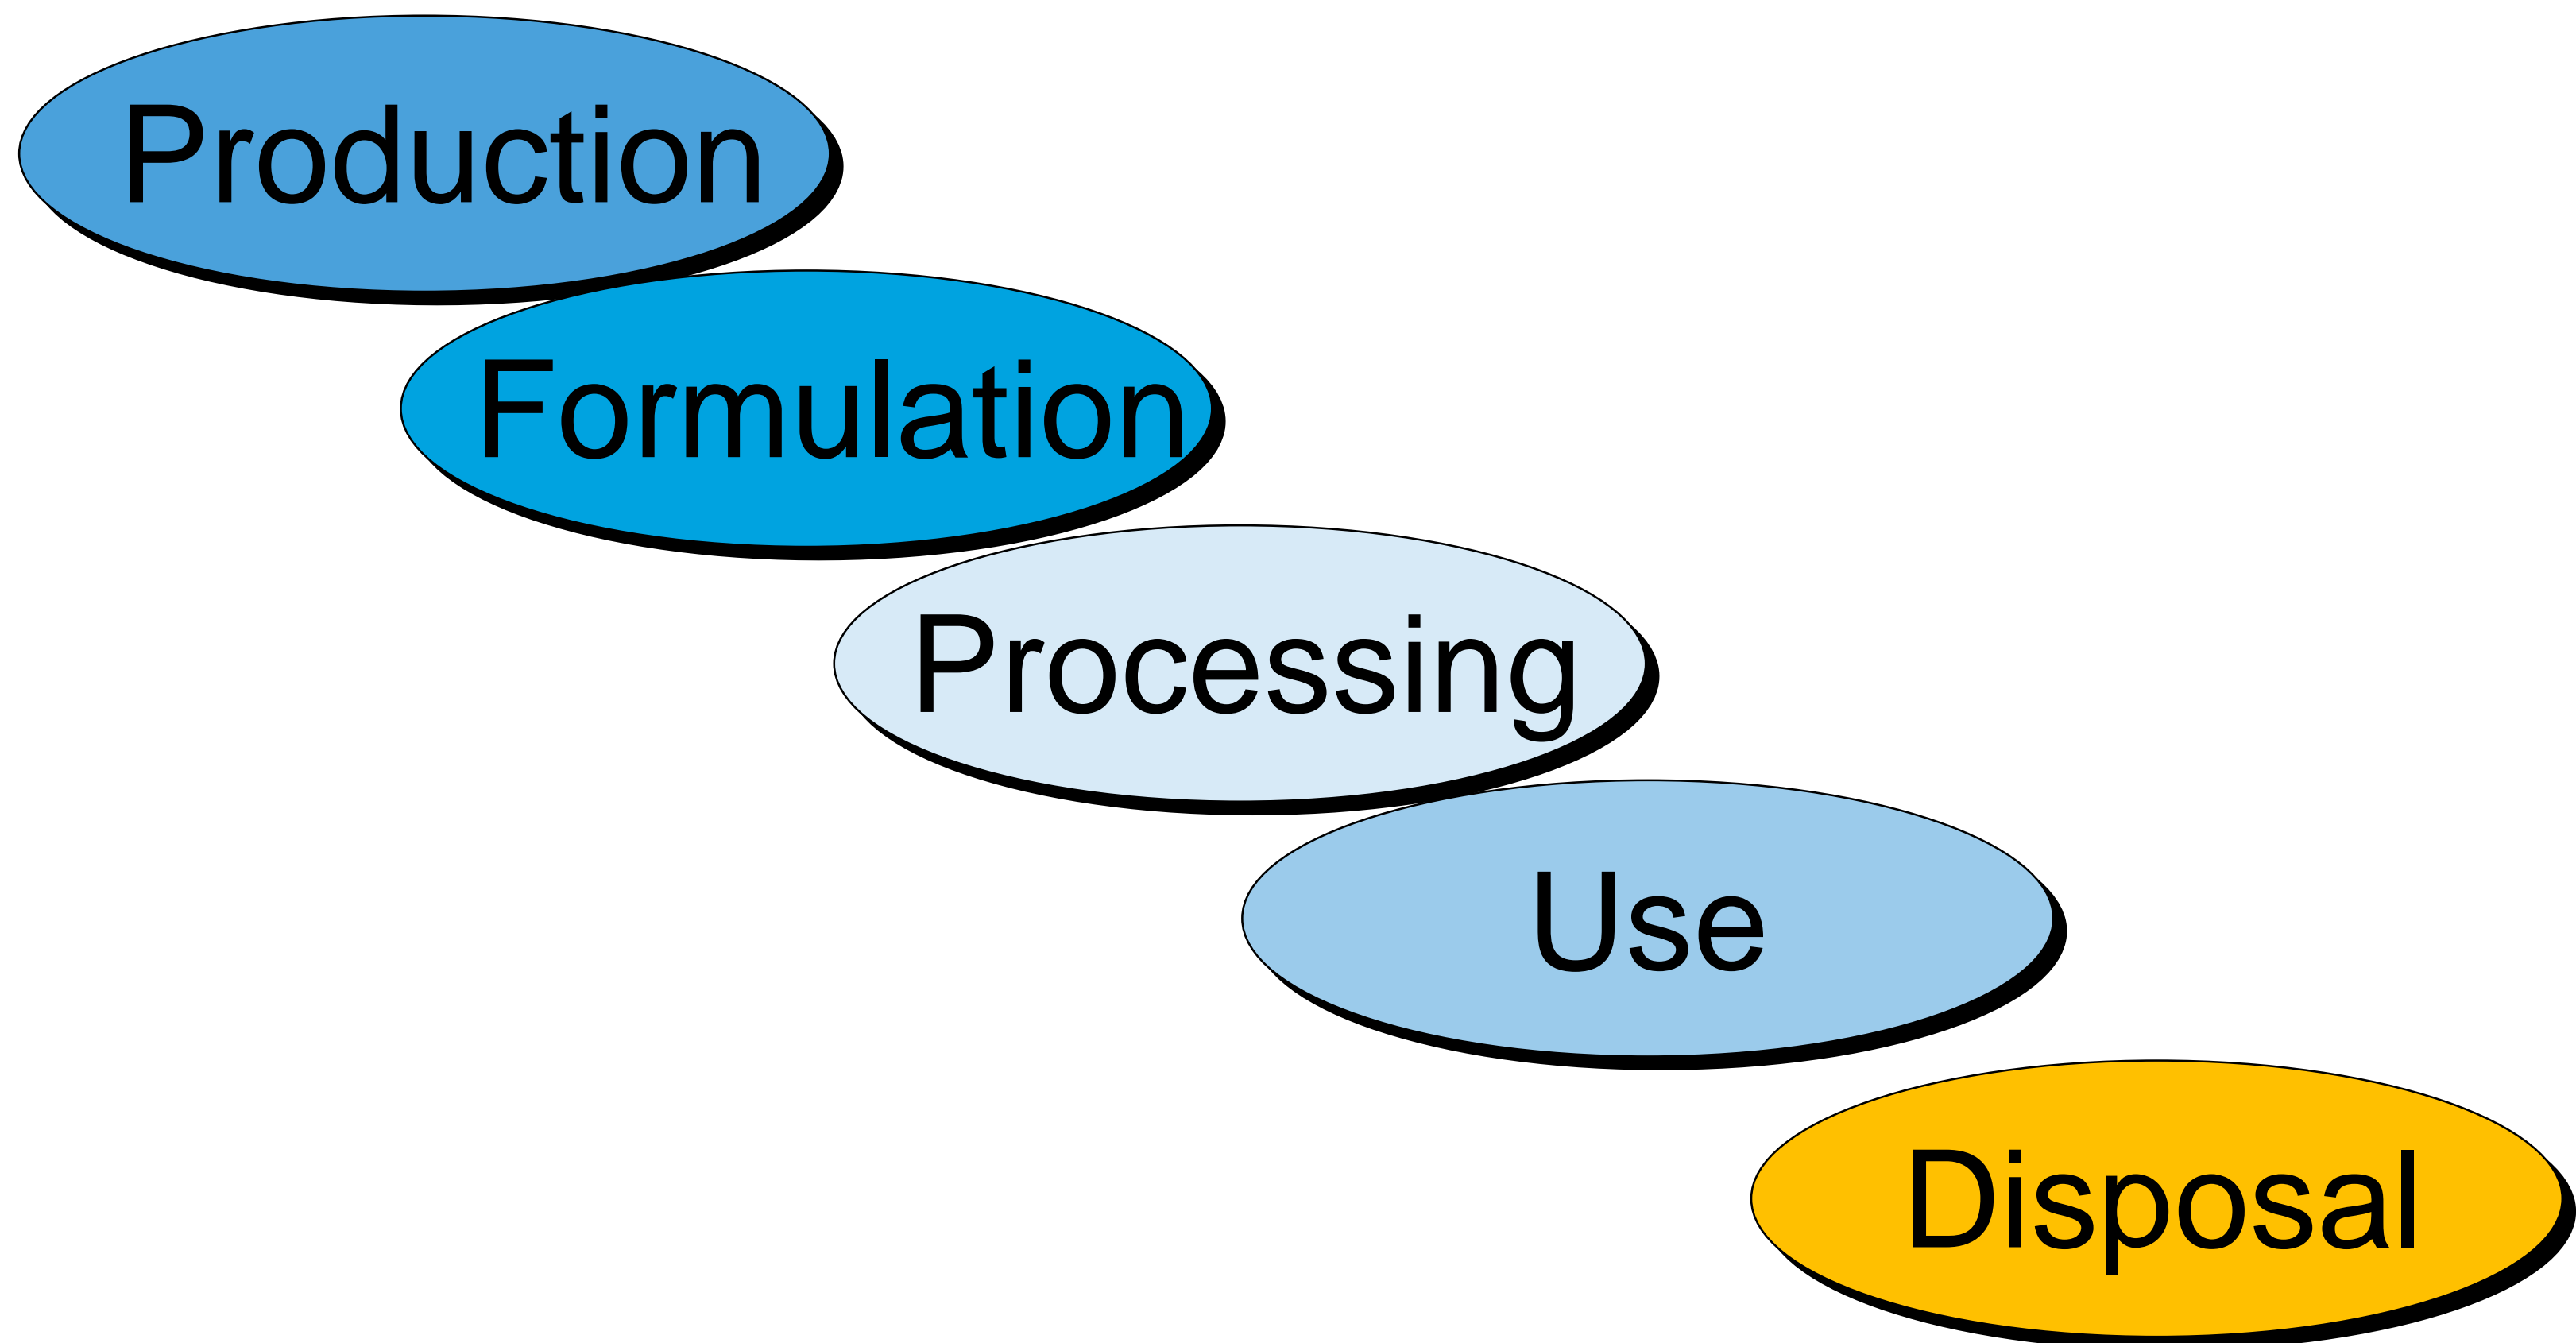 Production
Formulation
Processing
Use
Disposal